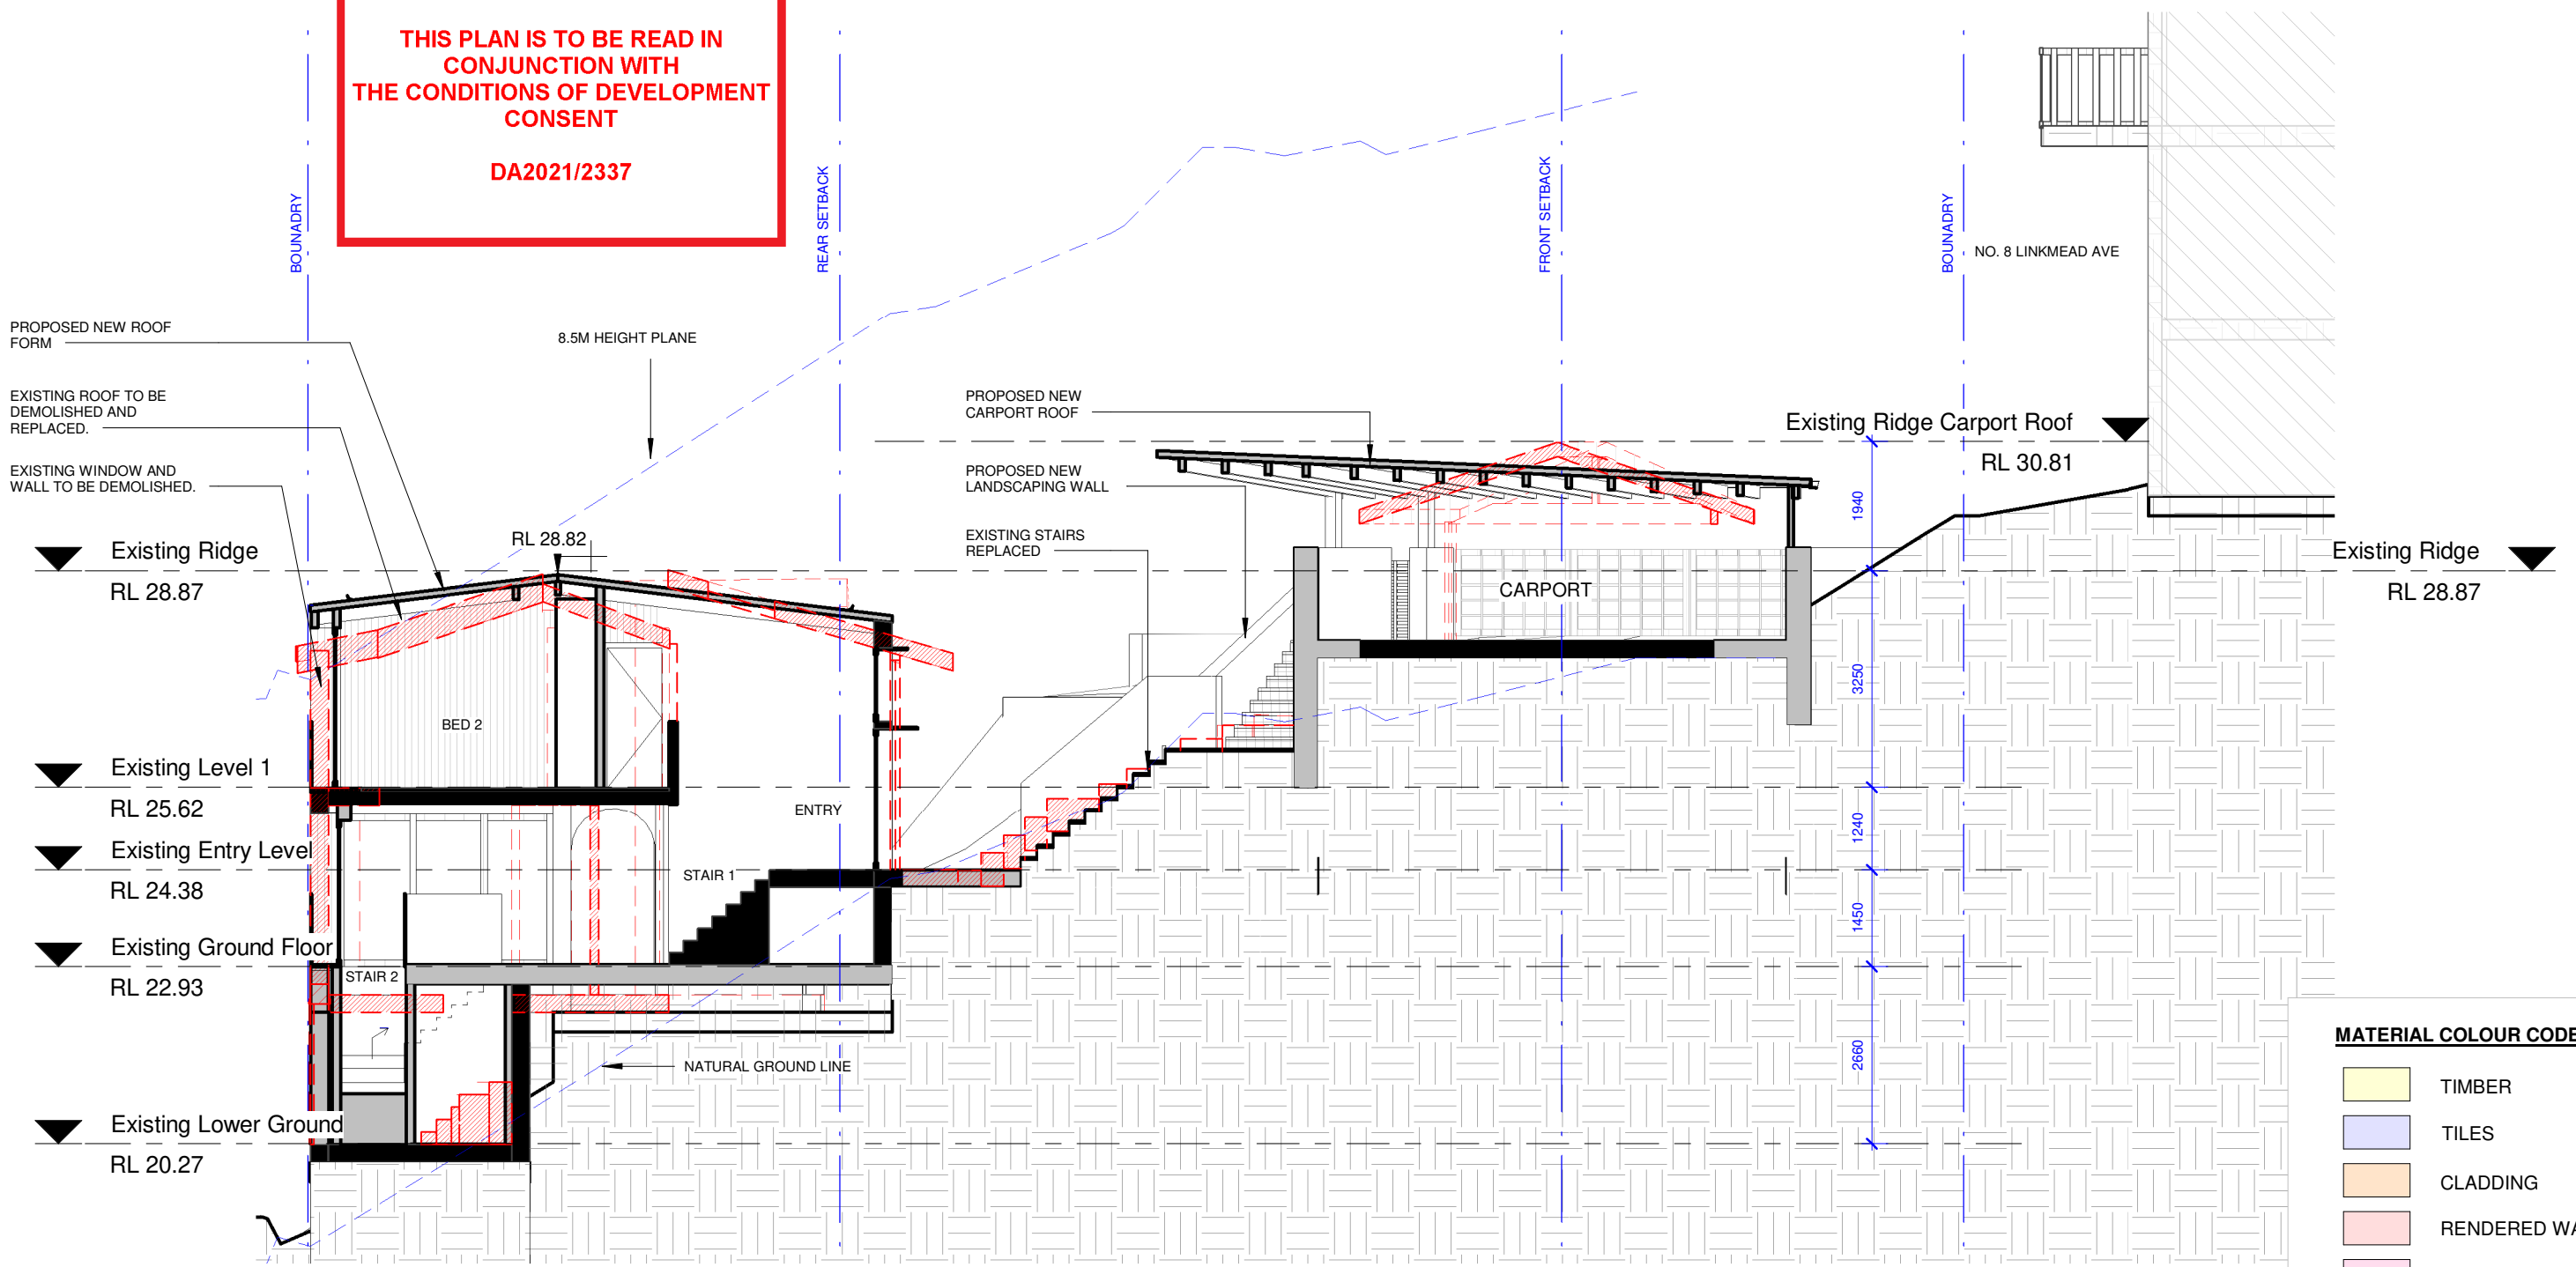 THIS PLAN IS TO BE READ IN
CONJUNCTION WITH
THE CONDITIONS OF DEVELOPMENT
CONSENT
DA2021/2337
BOUNADRY
REAR SETBACK
FRONT SETBACK
BOUNADRY
NO. 8 LINKMEAD AVE
PROPOSED NEW ROOF
FORM
8.5M HEIGHT PLANE
EXISTING ROOF TO BE
DEMOLISHED AND
REPLACED.
PROPOSED NEW
CARPORT ROOF
Existing Ridge Carport Roof
RL 30.81
EXISTING WINDOW AND
WALL TO BE DEMOLISHED.
PROPOSED NEW
LANDSCAPING WALL
1940
EXISTING STAIRS
REPLACED
RL 28.82
Existing Ridge
RL 28.87
Existing Ridge
RL 28.87
CARPORT
3250
BED 2
Existing Level 1
RL 25.62
ENTRY
1240
Existing Entry Level
RL 24.38
STAIR 1
1450
Existing Ground Floor
RL 22.93
STAIR 2
2660
NATURAL GROUND LINE
Existing Lower Ground
RL 20.27
MATERIAL COLOUR CODE
TIMBER
TILES
CLADDING
RENDERED WA